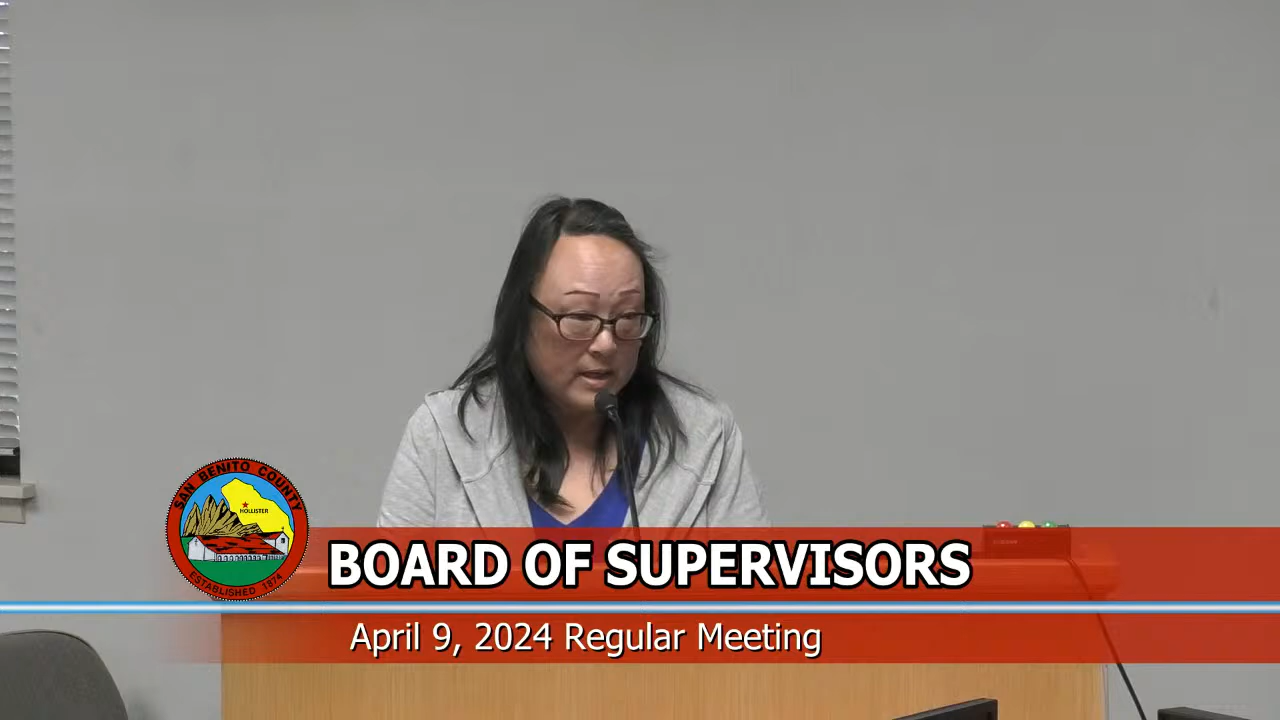 SAN BENITO COUNTY
HOLLISTER
ESTABLISHED 1874
BOARD OF SUPERVISORS
April 9, 2024 Regular Meeting